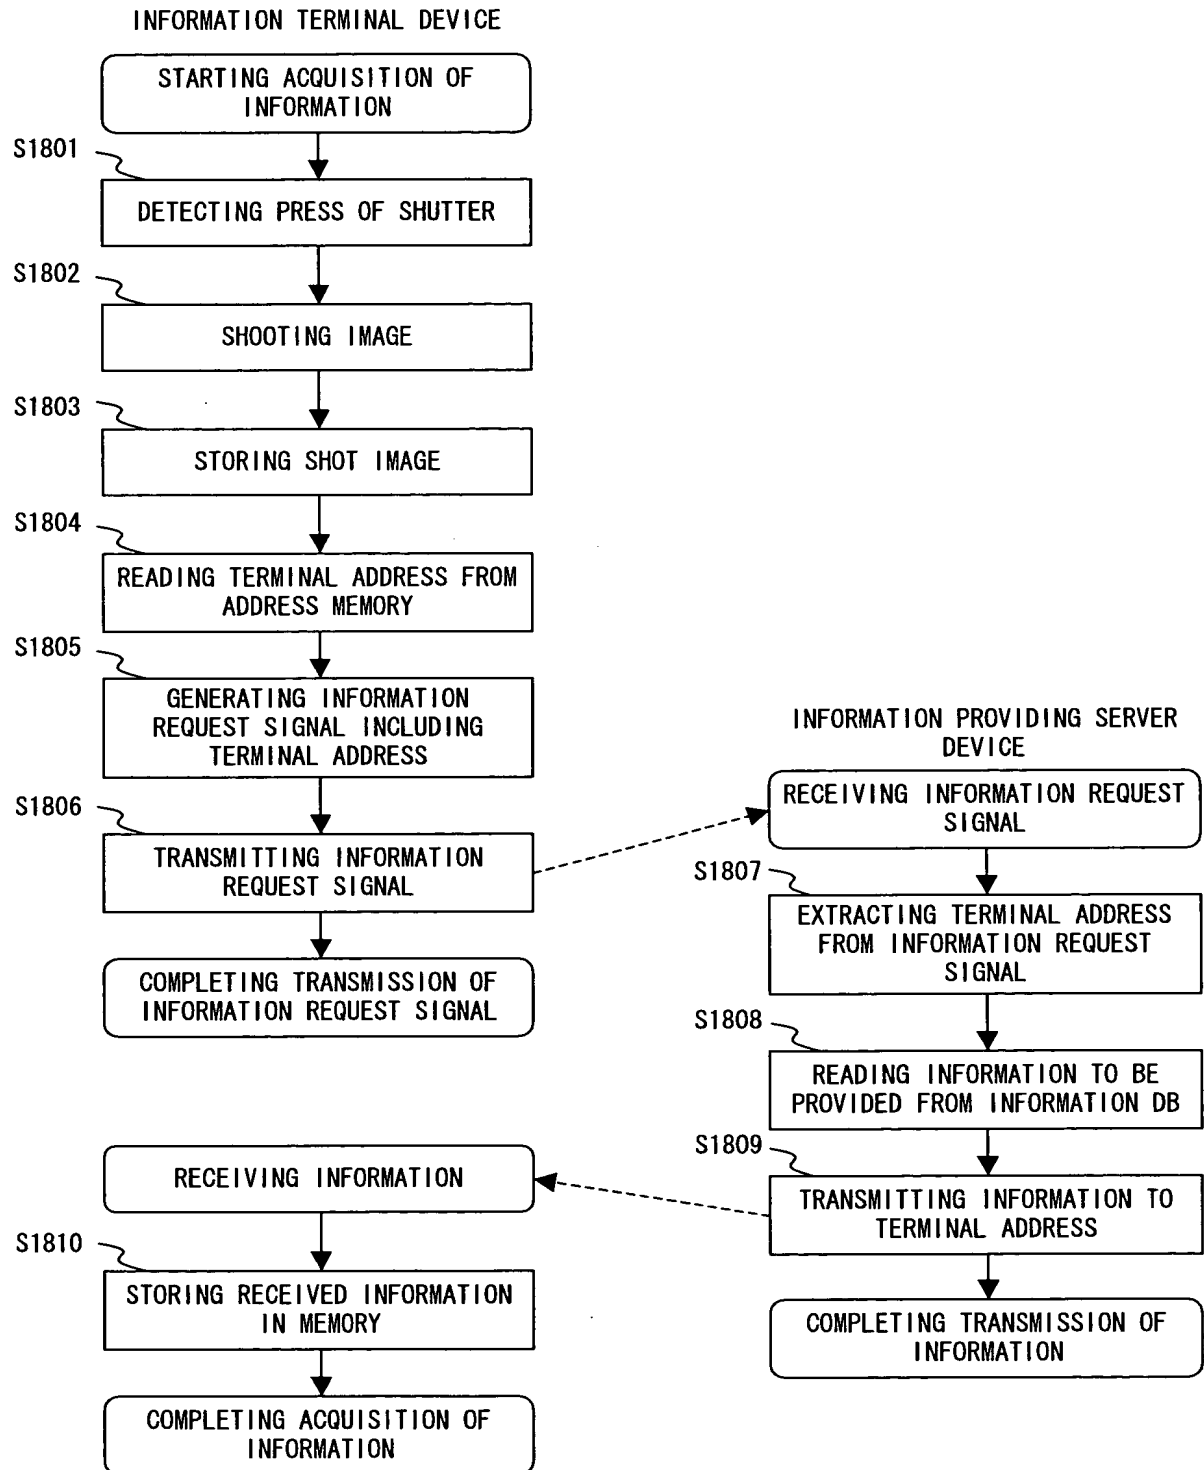 INFORMATION TERMINAL DEVICE
STARTING ACQUISITION OF
INFORMATION
S1801
DETECTING PRESS OF SHUTTER
S1802
SHOOTING IMAGE
S1803
STORING SHOT IMAGE
S1804
READING TERMINAL ADDRESS FROM
ADDRESS MEMORY
S1805
GENERATING INFORMATION
REQUEST SIGNAL INCLUDING
TERMINAL ADDRESS
S1806
TRANSMITTING INFORMATION
REQUEST SIGNAL
COMPLETING TRANSMISSION OF
INFORMATION REQUEST SIGNAL
INFORMATION PROVIDING SERVER
DEVICE
RECEIVING INFORMATION REQUEST
SIGNAL
S1807
EXTRACTING TERMINAL ADDRESS
FROM INFORMATION REQUEST
SIGNAL
S1808
READING INFORMATION TO BE
PROVIDED FROM INFORMATION DB
S1809
TRANSMITTING INFORMATION TO
TERMINAL ADDRESS
COMPLETING TRANSMISSION OF
INFORMATION
RECEIVING INFORMATION
S1810
STORING RECEIVED INFORMATION
IN MEMORY
COMPLETING ACQUISITION OF
INFORMATION